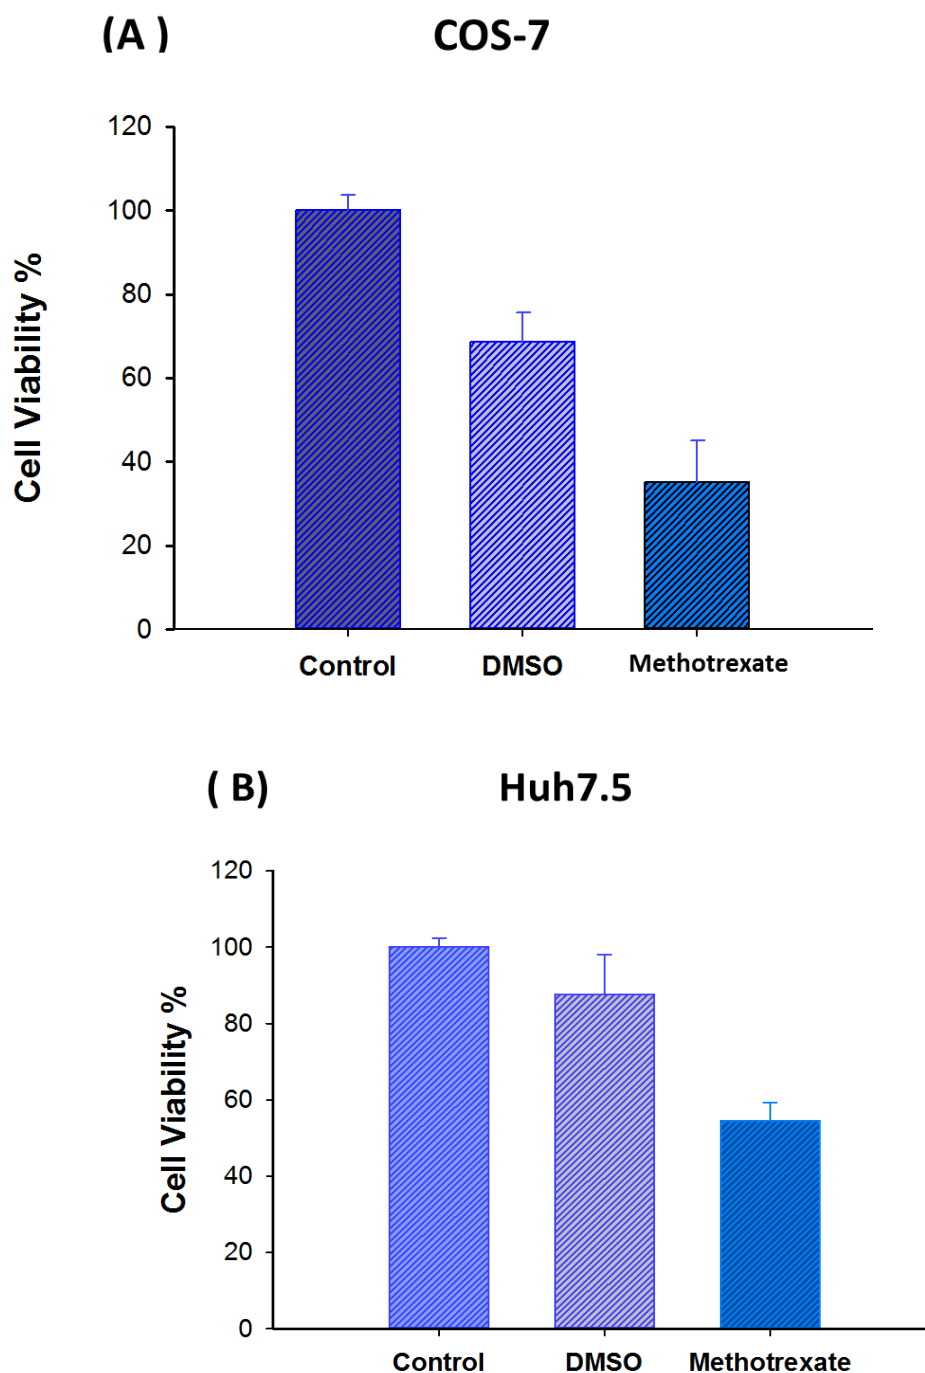 (A ) COS-7
120
100
80
60
40
20
0
Cell Viability %
Control DMSO Methotrexate
( B) Huh7.5
120
100
80
60
40
20
0
Cell Viability %
Control DMSO Methotrexate